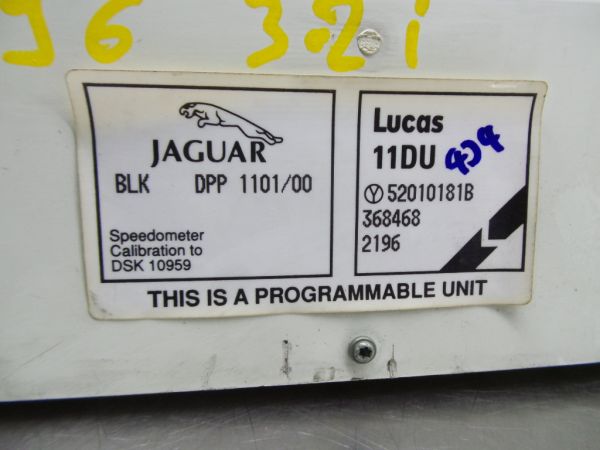 J6 3.2i
JAGUAR
BLK DPP 1101/00
Speedometer
Calibration to
DSK 10959
Lucas
11DU 404
Y 52010181B
368468
2196
THIS IS A PROGRAMMABLE UNIT